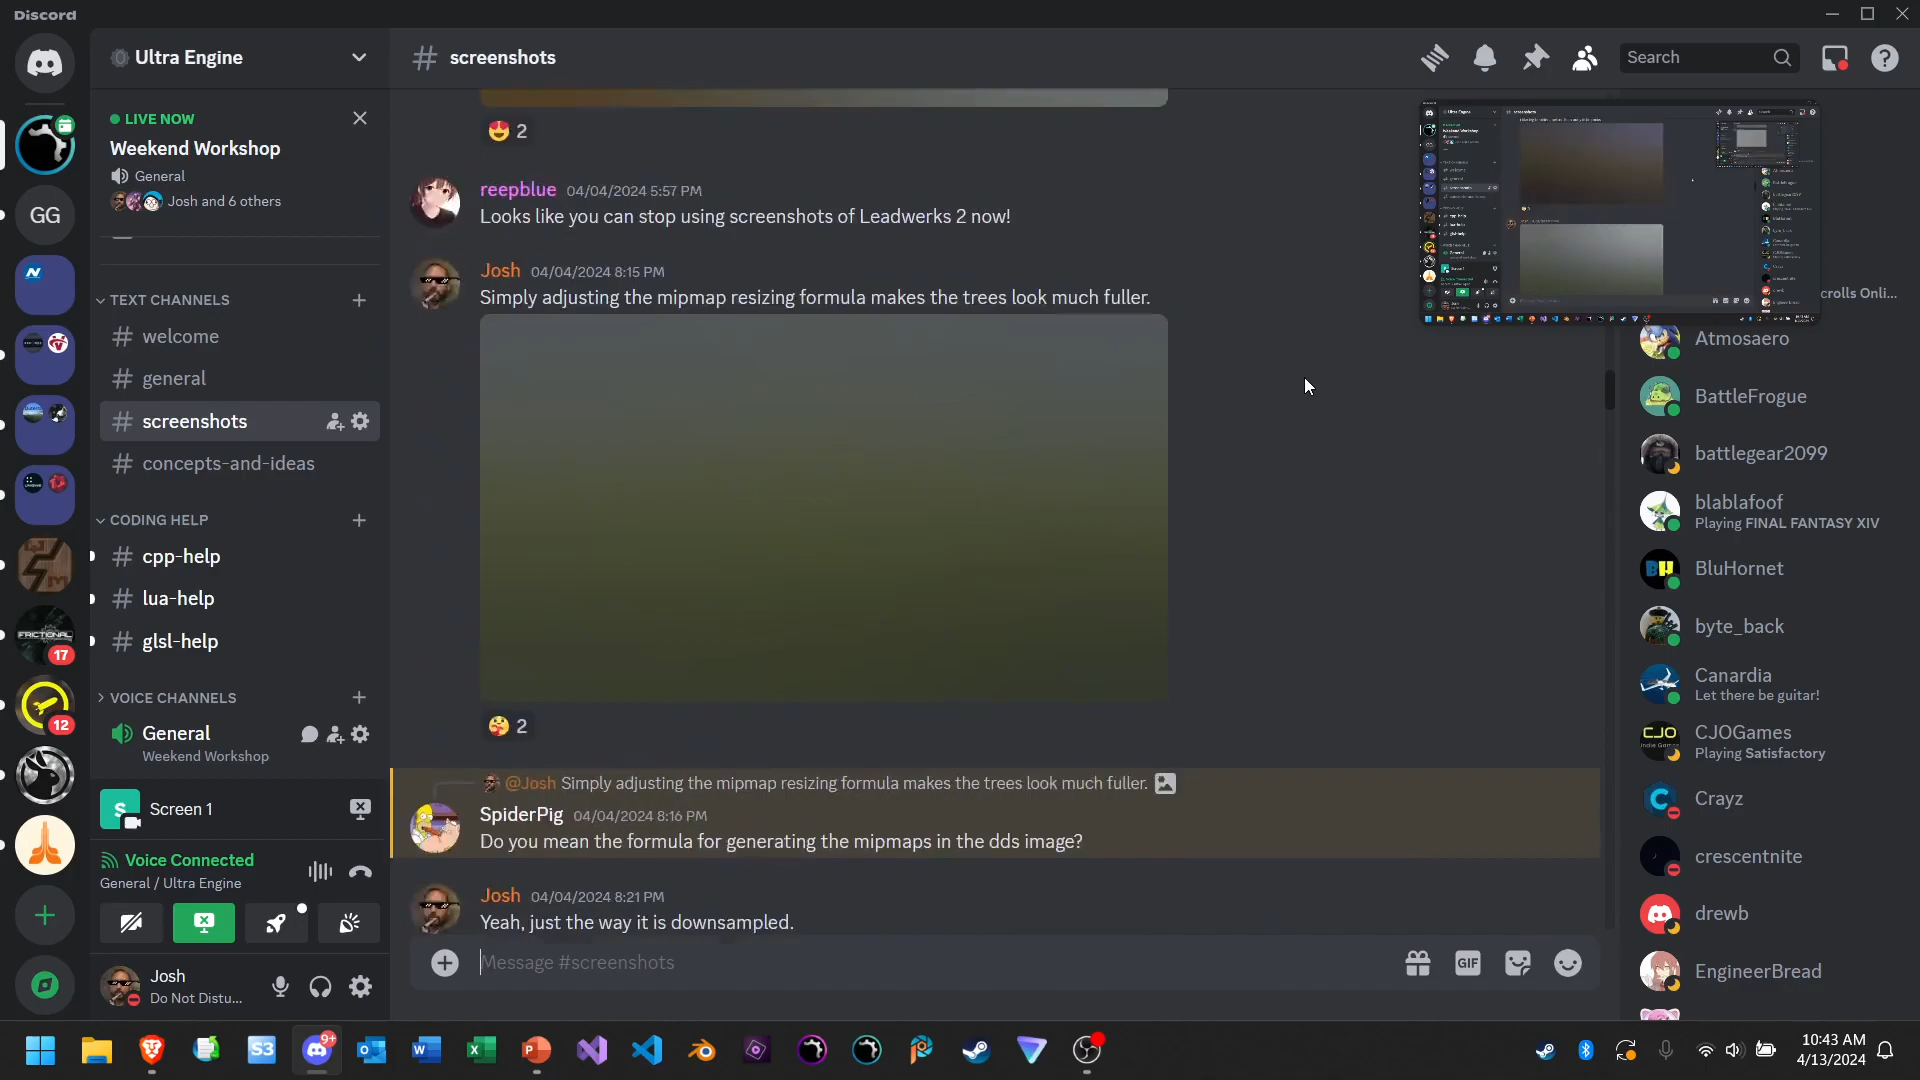 Discord
Ultra Engine
screenshots
Search
LIVE NOW
Weekend Workshop
General
Josh and 6 others
GG
TEXT CHANNELS
welcome
general
screenshots
concepts-and-ideas
CODING HELP
cpp-help
lua-help
glsl-help
FRICTIONAL
17
12
VOICE CHANNELS
General
Weekend Workshop
S
Screen 1
Voice Connected
General / Ultra Engine
Josh
Do Not Distu...
2
reepblue 04/04/2024 5:57 PM
Looks like you can stop using screenshots of Leadwerks 2 now!
Josh 04/04/2024 8:15 PM
Simply adjusting the mipmap resizing formula makes the trees look much fuller.
2
@Josh Simply adjusting the mipmap resizing formula makes the trees look much fuller.
SpiderPig 04/04/2024 8:16 PM
Do you mean the formula for generating the mipmaps in the dds image?
Josh 04/04/2024 8:21 PM
Yeah, just the way it is downsampled.
Message #screenshots
GIF
crolls Onli...
Atmosaero
BattleFrogue
battlegear2099
blablafoof
Playing FINAL FANTASY XIV
BluHornet
byte_back
Canardia
Let there be guitar!
CJO
CJOGames
Playing Satisfactory
Crayz
crescentnite
drewb
EngineerBread
S3
9+
10:43 AM
4/13/2024